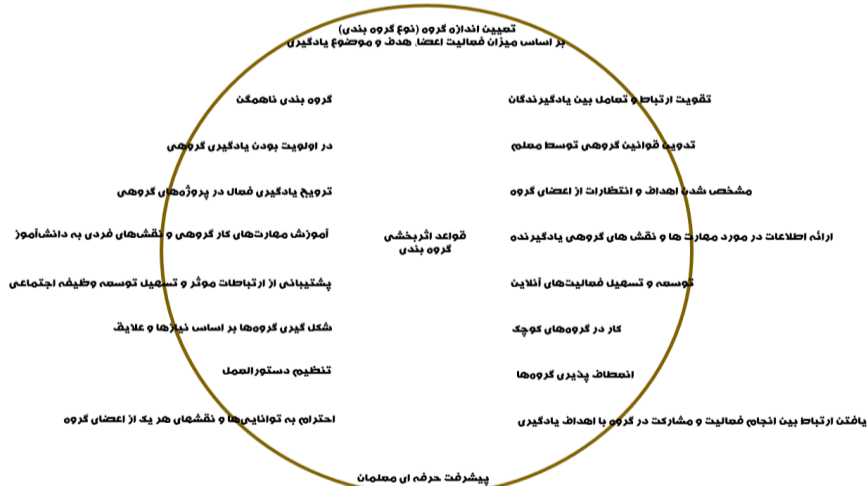 تعیین اندازه گروه (نوع گروه بندی)
بر اساس میزان فعالیت اعضا، هدف و موضوع یادگیری
تقویت ارتباط و تعامل بین یادگیرندگان
گروه بندی ناهمگن
تدوین قوانین گروهی توسط معلم
در اولویت بودن یادگیری گروهی
مشخص شدن اهداف و انتظارات از اعضای گروه
ترویج یادگیری فعال در پروژه‌های گروهی
ارائه اطلاعات در مورد مهارت ها و نقش های گروهی یادگیرنده
قواعد اثربخشی
گروه بندی
آموزش مهارت‌های کار گروهی و نقش‌های فردی به دانش‌آموز
توسعه و تسهیل فعالیت‌های آنلاین
پشتیبانی از ارتباطات موثر و تسهیل توسعه وظیفه اجتماعی
کار در گروه‌های کوچک
شکل گیری گروه‌ها بر اساس نیازها و علایق
انعطاف پذیری گروه‌ها
تنظیم دستورالعمل
یافتن ارتباط بین انجام فعالیت و مشارکت در گروه با اهداف یادگیری
احترام به توانایی‌ها و نقشهای هر یک از اعضای گروه
پیشرفت حرفه ای معلمان